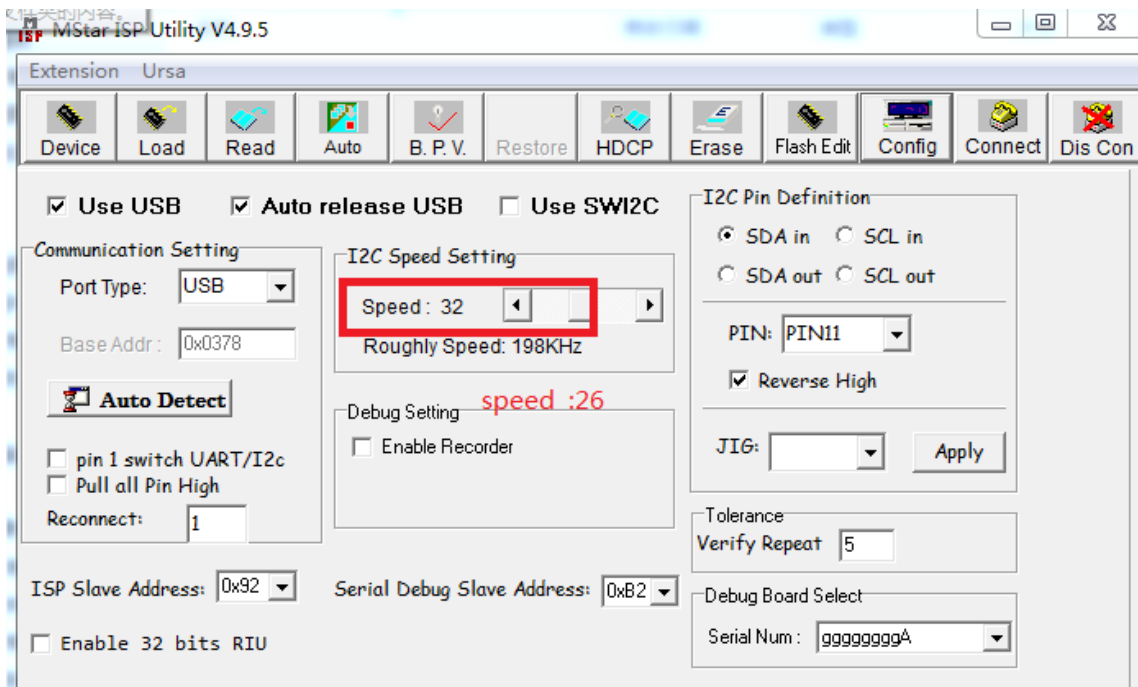 件类的内容。
MStar ISP Utility V4.9.5
Extension Ursa
Device Load Read Auto B. P. V. Restore HDCP Erase Flash Edit Config Connect Dis Con
Use USB Auto release USB Use SWI2C
Communication Setting
Port Type: USB
Base Addr : 0x0378
Auto Detect
pin 1 switch UART/I2c
Pull all Pin High
Reconnect: 1
I2C Speed Setting
Speed : 32
Roughly Speed: 198KHz
speed :26
Debug Setting
Enable Recorder
I2C Pin Definition
SDA in SCL in
SDA out SCL out
PIN: PIN11
Reverse High
JIG: Apply
Tolerance
Verify Repeat 5
ISP Slave Address: 0x92 Serial Debug Slave Address: 0xB2
Debug Board Select
Serial Num : ggggggggA
Enable 32 bits RIU